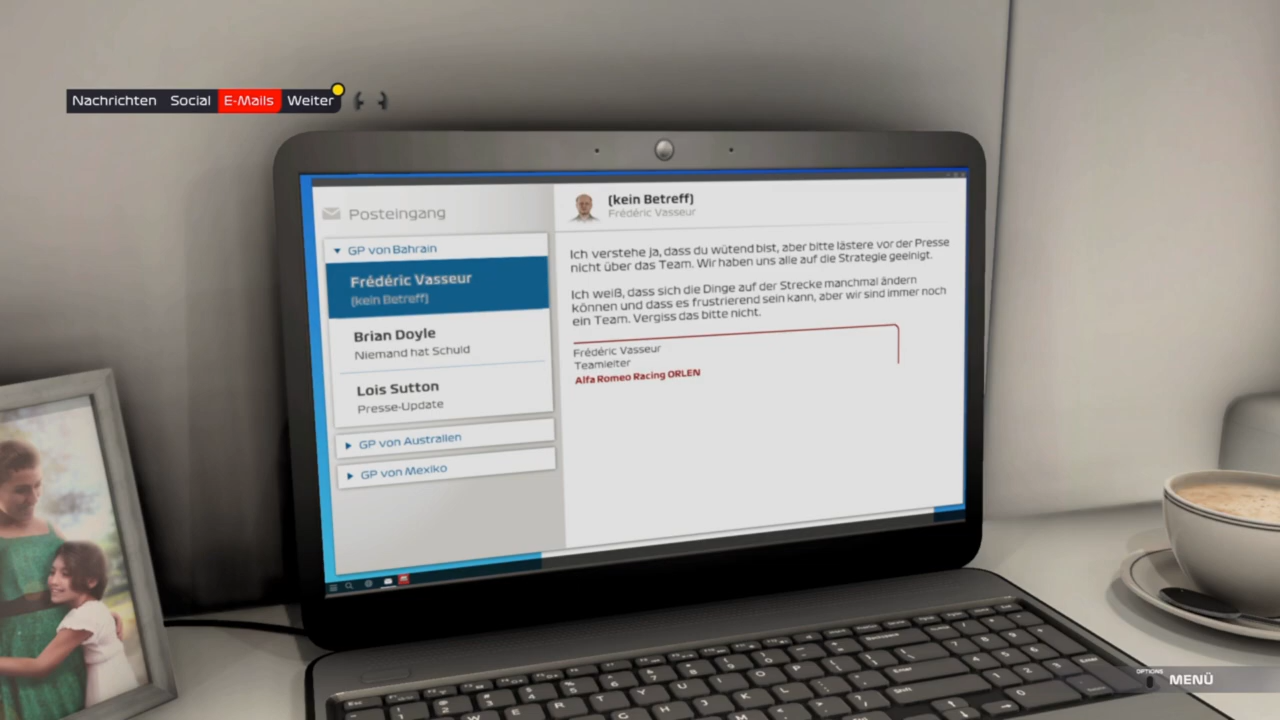 Nachrichten Social E-Mails Weiter
Posteingang
GP von Bahrain
Frédéric Vasseur
(kein Betreff)
Brian Doyle
Niemand hat Schuld
Lois Sutton
Presse-Update
GP von Australien
GP von Mexiko
(kein Betreff)
Frédéric Vasseur
Ich verstehe ja, dass du wütend bist, aber bitte lästere vor der Presse
nicht über das Team. Wir haben uns alle auf die Strategie geeinigt.
Ich weiß, dass sich die Dinge auf der Strecke manchmal ändern
können und dass es frustrierend sein kann, aber wir sind immer noch
ein Team. Vergiss das bitte nicht.
Frédéric Vasseur
Teamleiter
Alfa Romeo Racing ORLEN
OPTIONS
MENÜ